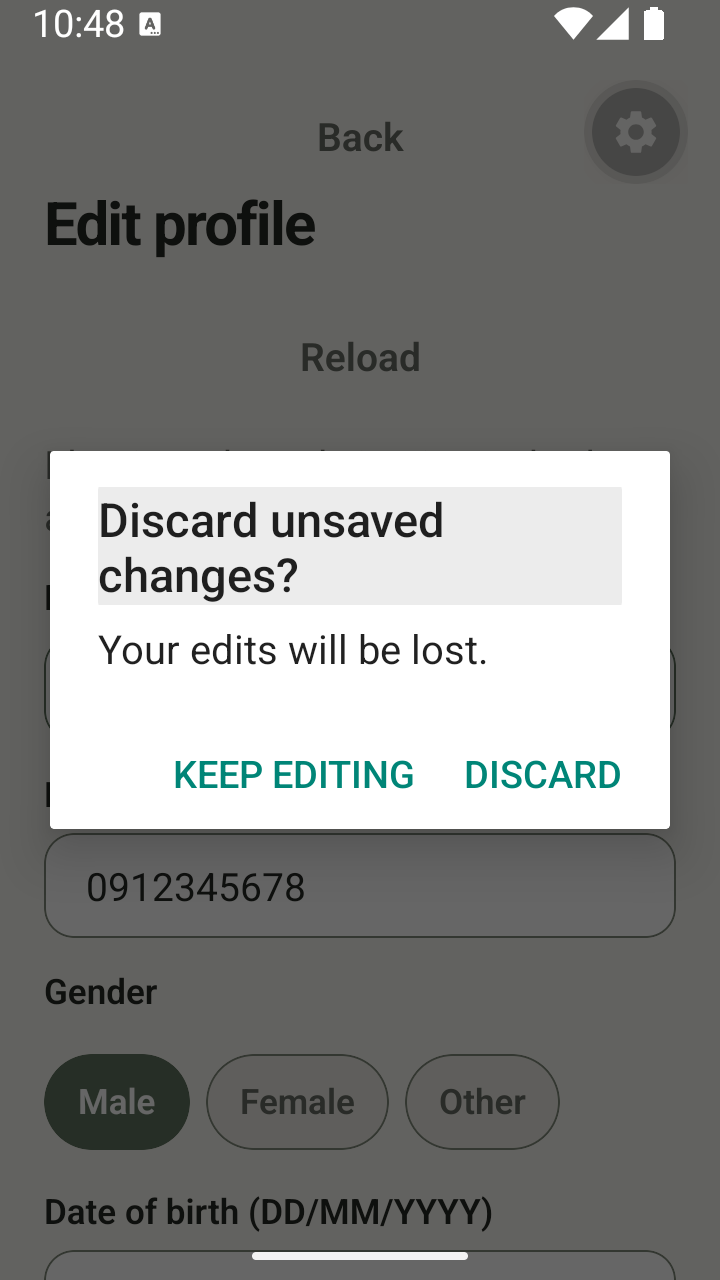 10:48
Back
Edit profile
Reload
Discard unsaved
changes?
Your edits will be lost.
KEEP EDITING
DISCARD
0912345678
Gender
Male
Female
Other
Date of birth (DD/MM/YYYY)